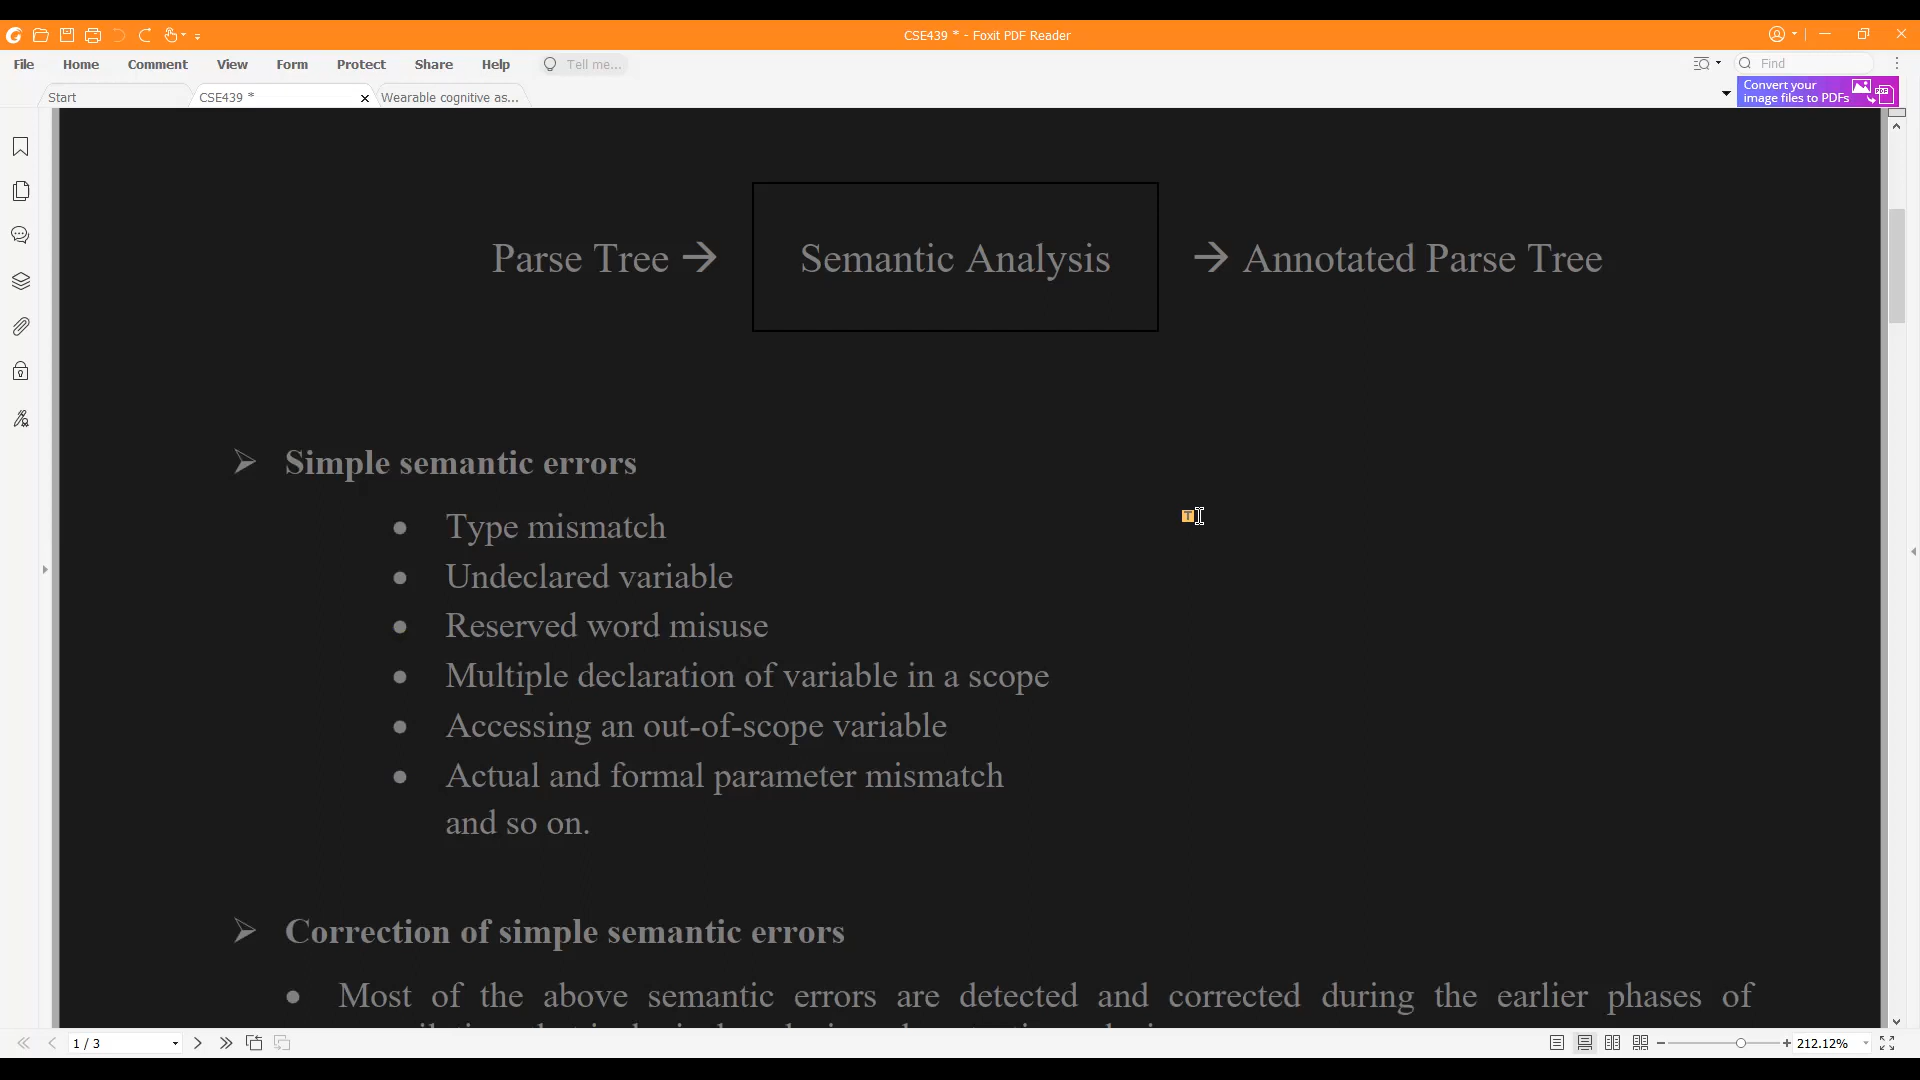 CSE439 * - Foxit PDF Reader
File Home Comment View Form Protect Share Help Tell me... Find
Start CSE439 * Wearable cognitive as...
Convert your
image files to PDFs
Parse Tree → Semantic Analysis → Annotated Parse Tree
➢ Simple semantic errors
● Type mismatch
● Undeclared variable
● Reserved word misuse
● Multiple declaration of variable in a scope
● Accessing an out-of-scope variable
● Actual and formal parameter mismatch
and so on.
➢ Correction of simple semantic errors
● Most of the above semantic errors are detected and corrected during the earlier phases of
1 / 3 212.12%